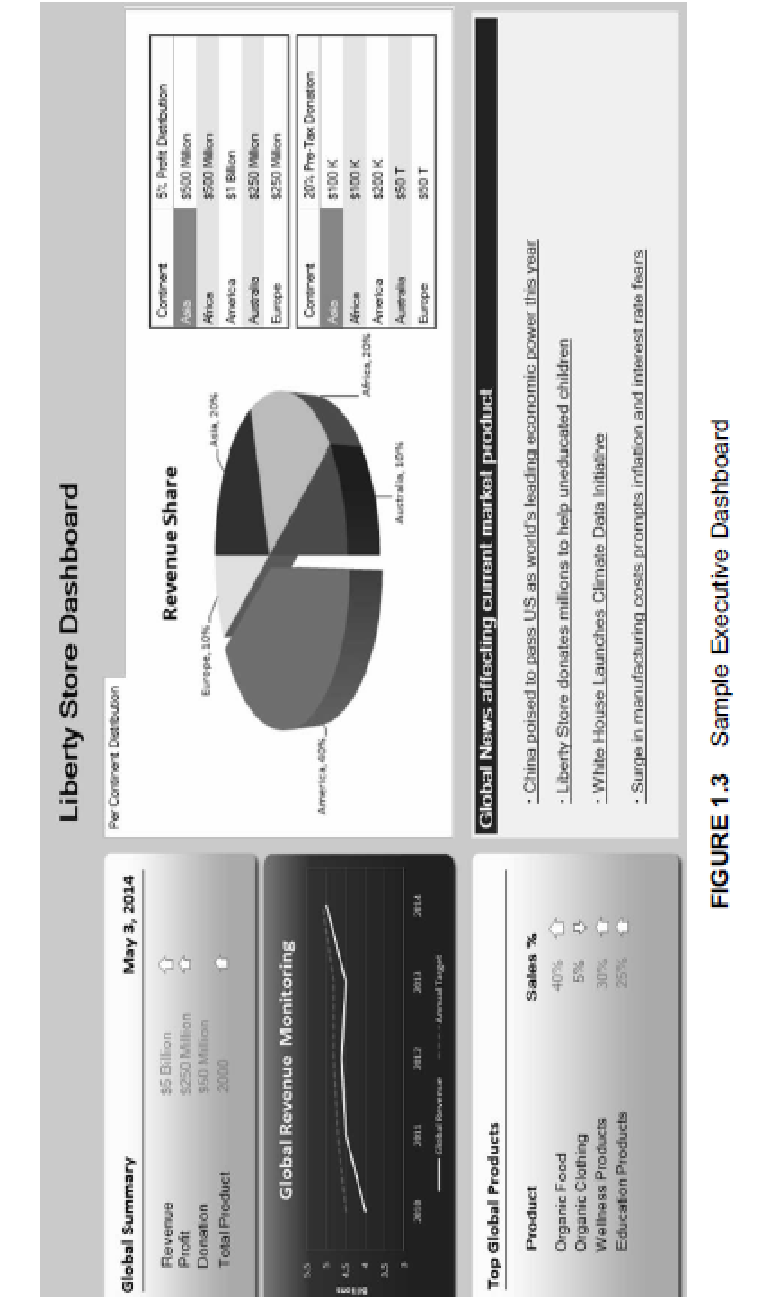 Liberty Store Dashboard
Global Summary May 3, 2014
Revenue $5 Billion
Profit $250 Million
Donation $50 Million
Total Product 2000
Per Continent Distribution
Revenue Share
Europe, 10%
Asia, 20%
America, 40%
Australia, 10%
Africa, 20%
Continent 5% Profit Distribution
Asia $500 Million
Africa $500 Million
America $1 Billion
Australia $250 Million
Europe $250 Million
Continent 20% Pre-Tax Donation
Asia $100 K
Africa $100 K
America $200 K
Australia $50 T
Europe $50 T
Global Revenue Monitoring
Billions
5.5
5
4.5
4
3.5
3
2010 2011 2012 2013 2014
Global Revenue Annual Target
Top Global Products
Product Sales %
Organic Food 40%
Organic Clothing 5%
Wellness Products 30%
Education Products 25%
Global News affecting current market product
· China poised to pass US as world's leading economic power this year
· Liberty Store donates millions to help uneducated children
· White House Launches Climate Data Initiative
· Surge in manufacturing costs prompts inflation and interest rate fears
FIGURE 1.3 Sample Executive Dashboard